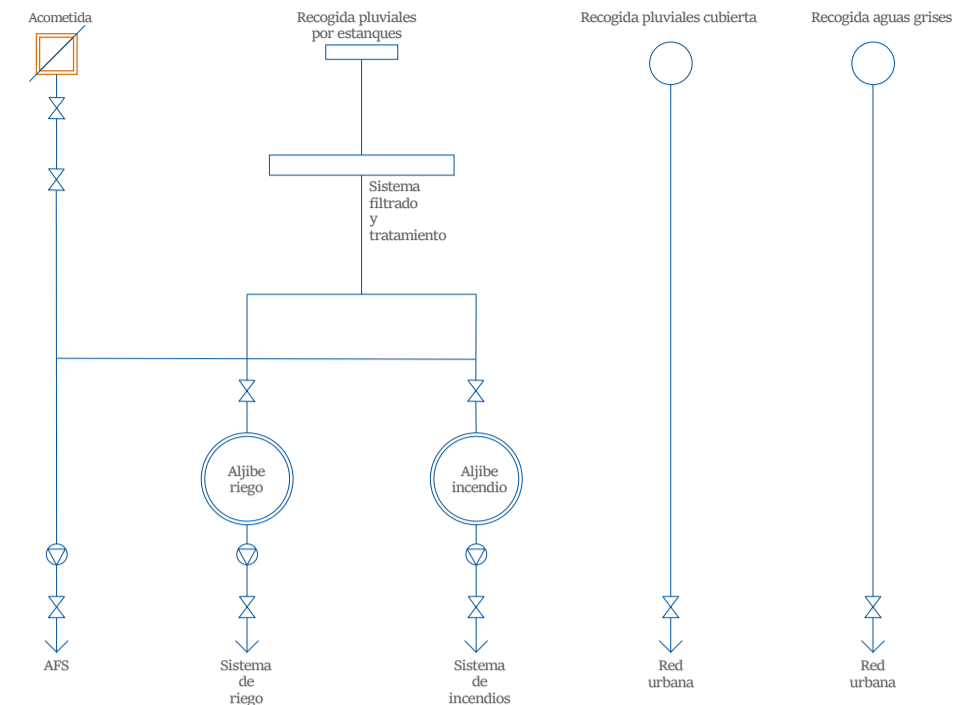 Acometida
Recogida pluviales
por estanques
Recogida pluviales cubierta
Recogida aguas grises
Sistema
filtrado
y
tratamiento
Aljibe
riego
Aljibe
incendio
AFS
Sistema
de
riego
Sistema
de
incendios
Red
urbana
Red
urbana